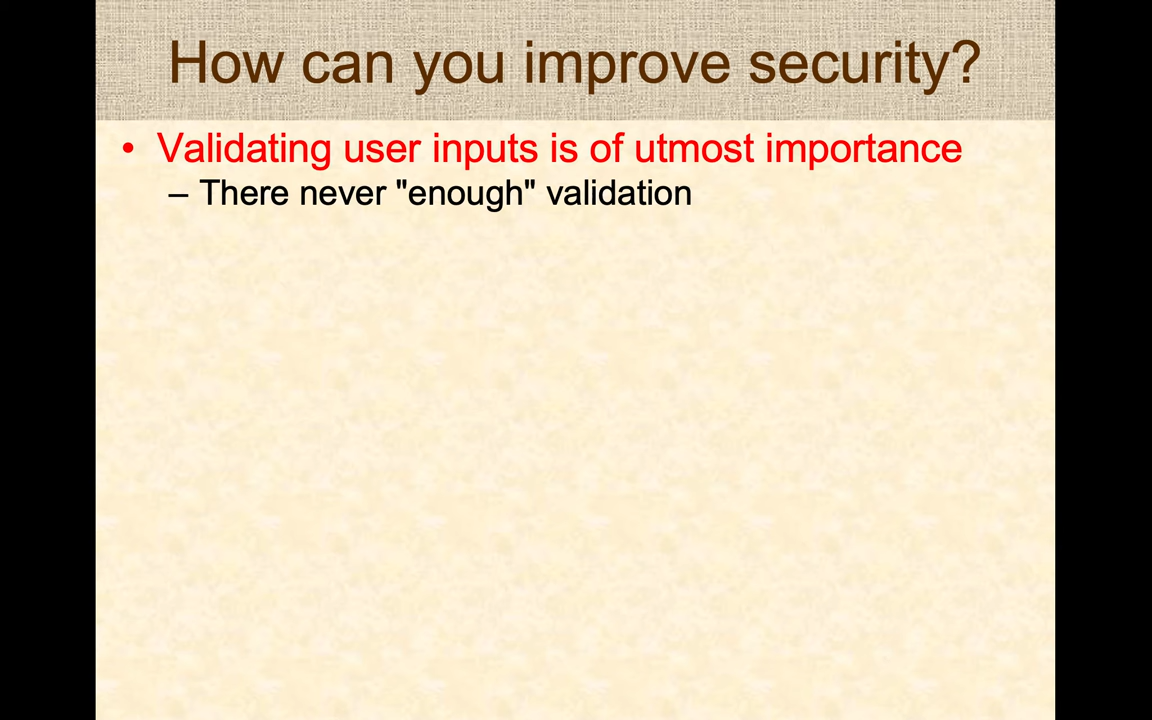 How can you improve security?
• Validating user inputs is of utmost importance
– There never "enough" validation